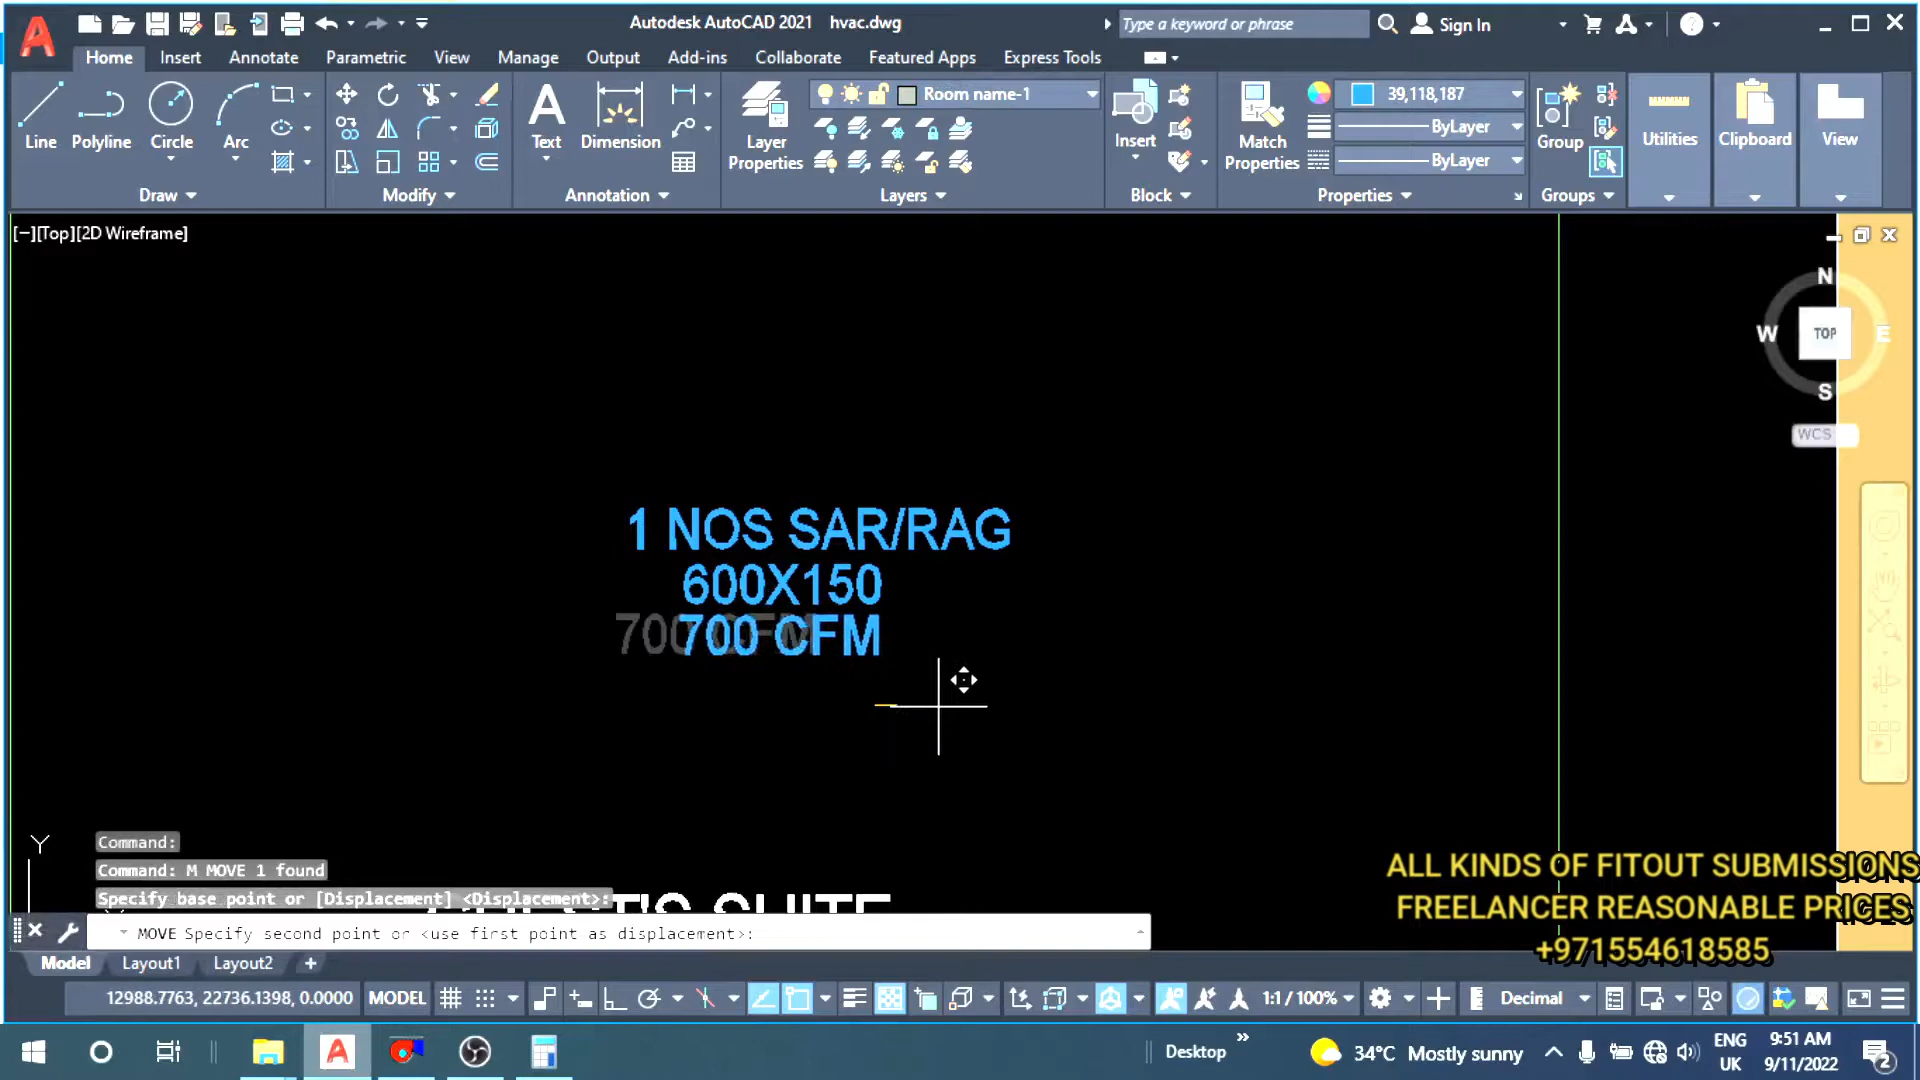 Autodesk AutoCAD 2021 hvac.dwg
Type a keyword or phrase
Sign In
Home Insert Annotate Parametric View Manage Output Add-ins Collaborate Featured Apps Express Tools
Line Polyline Circle Arc
Text Dimension
Layer Properties
Room name-1
Insert
Match Properties
39,118,187
ByLayer
ByLayer
Group
Utilities Clipboard View
Draw Modify Annotation Layers Block Properties Groups
[−][Top][2D Wireframe]
N
W TOP E
S
WCS
1 NOS SAR/RAG
600X150
700 CFM
700 CFM
Y
Command:
Command: M MOVE 1 found
Specify base point or [Displacement] <Displacement>:
MOVE Specify second point or <use first point as displacement>:
ALL KINDS OF FITOUT SUBMISSIONS
FREELANCER REASONABLE PRICES
+971554618585
Model Layout1 Layout2 +
12988.7763, 22736.1398, 0.0000 MODEL 1:1 / 100% Decimal
Desktop
34°C Mostly sunny
ENG
UK
9:51 AM
9/11/2022
2